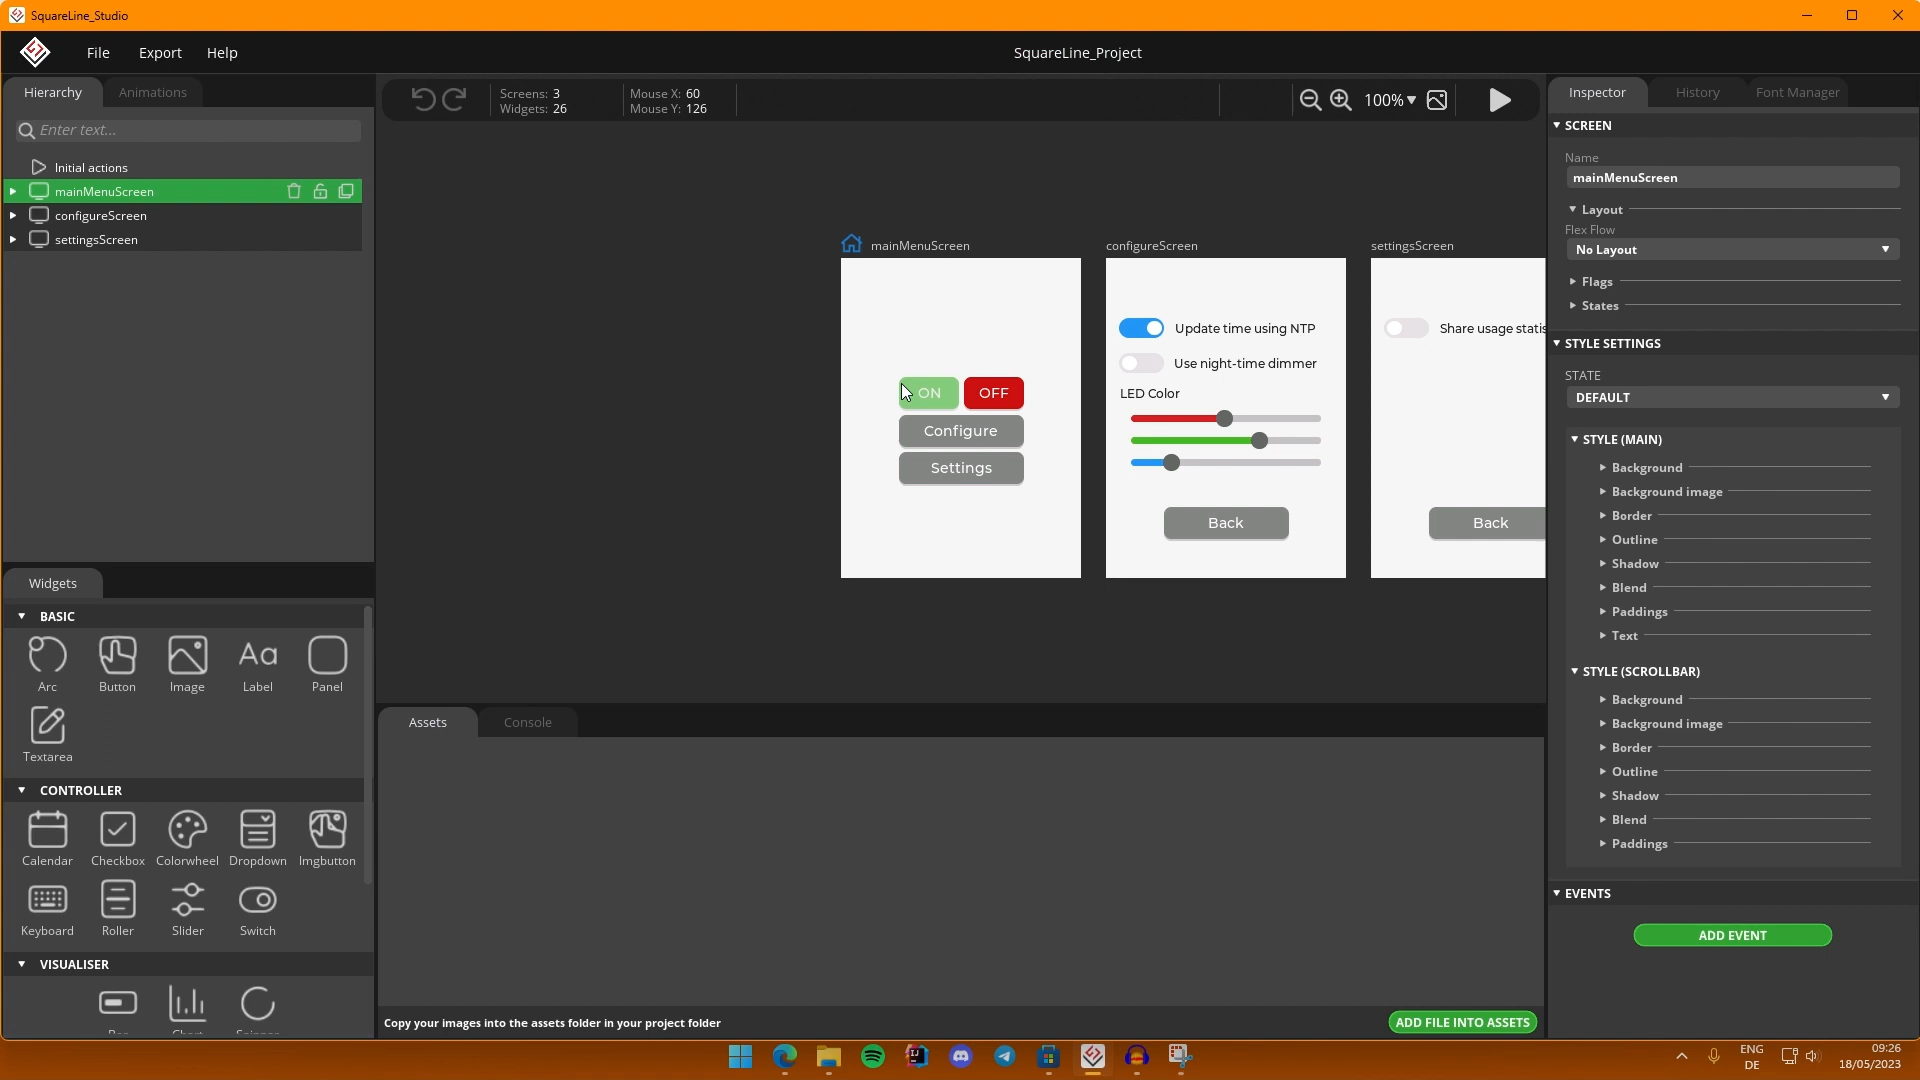 SquareLine_Studio
File Export Help
SquareLine_Project
Hierarchy Animations
Enter text...
Initial actions
mainMenuScreen
configureScreen
settingsScreen
Screens: 3
Widgets: 26
Mouse X: 60
Mouse Y: 126
100%
mainMenuScreen
ON OFF
Configure
Settings
configureScreen
Update time using NTP
Use night-time dimmer
LED Color
Back
settingsScreen
Share usage statis
Back
Widgets
BASIC
Arc Button Image Label Panel
Textarea
CONTROLLER
Calendar Checkbox Colorwheel Dropdown Imgbutton
Keyboard Roller Slider Switch
VISUALISER
Assets Console
Copy your images into the assets folder in your project folder
ADD FILE INTO ASSETS
Inspector History Font Manager
SCREEN
Name
mainMenuScreen
Layout
Flex Flow
No Layout
Flags
States
STYLE SETTINGS
STATE
DEFAULT
STYLE (MAIN)
Background
Background image
Border
Outline
Shadow
Blend
Paddings
Text
STYLE (SCROLLBAR)
Background
Background image
Border
Outline
Shadow
Blend
Paddings
EVENTS
ADD EVENT
ENG
DE
09:26
18/05/2023